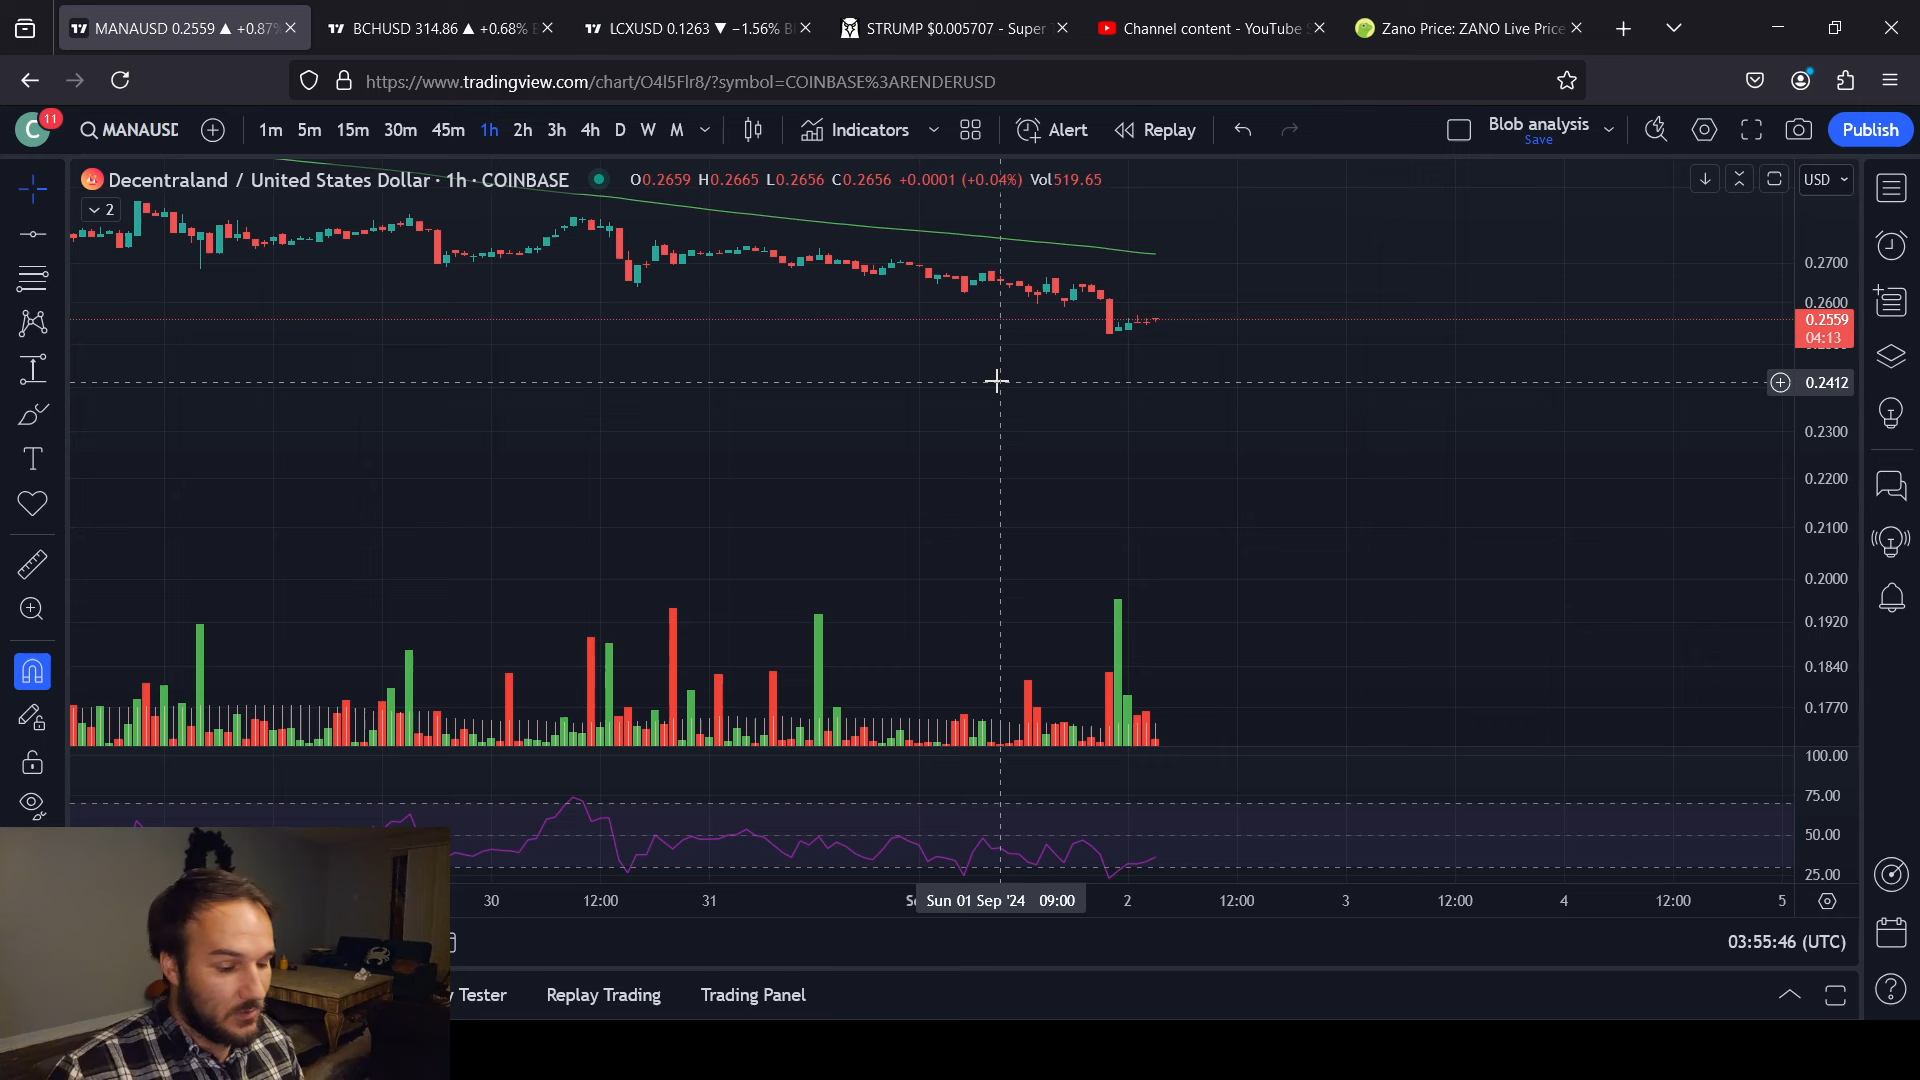 MANAUSD 0.2559 ▲ +0.87%
BCHUSD 314.86 ▲ +0.68% B
LCXUSD 0.1263 ▼ −1.56% B
STRUMP $0.005707 - Super
Channel content - YouTube
Zano Price: ZANO Live Price
https://www.tradingview.com/chart/O4l5Flr8/?symbol=COINBASE%3ARENDERUSD
C 11
MANAUSD
1m 5m 15m 30m 45m 1h 2h 3h 4h D W M
Indicators
Alert
Replay
Blob analysis
Save
Publish
Decentraland / United States Dollar · 1h · COINBASE
O0.2659 H0.2665 L0.2656 C0.2656 +0.0001 (+0.04%) Vol519.65
USD
2
0.2700
0.2600
0.2559
04:13
0.2412
0.2300
0.2200
0.2100
0.2000
0.1920
0.1840
0.1770
100.00
75.00
50.00
25.00
30 12:00 31 Sun 01 Sep '24 09:00 2 12:00 3 12:00 4 12:00 5
03:55:46 (UTC)
Tester
Replay Trading
Trading Panel